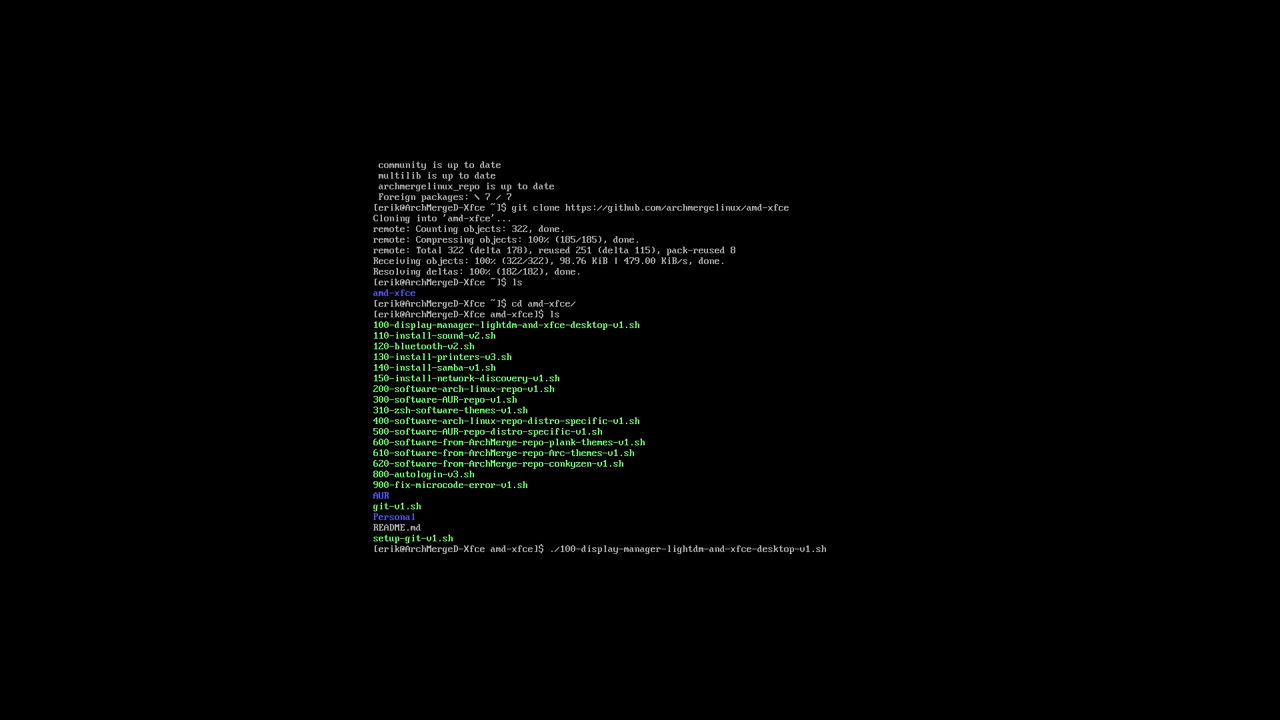 community is up to date
multilib is up to date
archmergelinux_repo is up to date
Foreign packages: \ 7 / 7
[erik@ArchMergeD-Xfce ~]$ git clone https://github.com/archmergelinux/amd-xfce
Cloning into 'amd-xfce'...
remote: Counting objects: 322, done.
remote: Compressing objects: 100% (185/185), done.
remote: Total 322 (delta 178), reused 251 (delta 115), pack-reused 8
Receiving objects: 100% (322/322), 98.76 KiB | 479.00 KiB/s, done.
Resolving deltas: 100% (182/182), done.
[erik@ArchMergeD-Xfce ~]$ ls
amd-xfce
[erik@ArchMergeD-Xfce ~]$ cd amd-xfce/
[erik@ArchMergeD-Xfce amd-xfce]$ ls
100-display-manager-lightdm-and-xfce-desktop-v1.sh
110-install-sound-v2.sh
120-bluetooth-v2.sh
130-install-printers-v3.sh
140-install-samba-v1.sh
150-install-network-discovery-v1.sh
200-software-arch-linux-repo-v1.sh
300-software-AUR-repo-v1.sh
310-zsh-software-themes-v1.sh
400-software-arch-linux-repo-distro-specific-v1.sh
500-software-AUR-repo-distro-specific-v1.sh
600-software-from-ArchMerge-repo-plank-themes-v1.sh
610-software-from-ArchMerge-repo-Arc-themes-v1.sh
620-software-from-ArchMerge-repo-conkyzen-v1.sh
800-autologin-v3.sh
900-fix-microcode-error-v1.sh
AUR
git-v1.sh
Personal
README.md
setup-git-v1.sh
[erik@ArchMergeD-Xfce amd-xfce]$ ./100-display-manager-lightdm-and-xfce-desktop-v1.sh